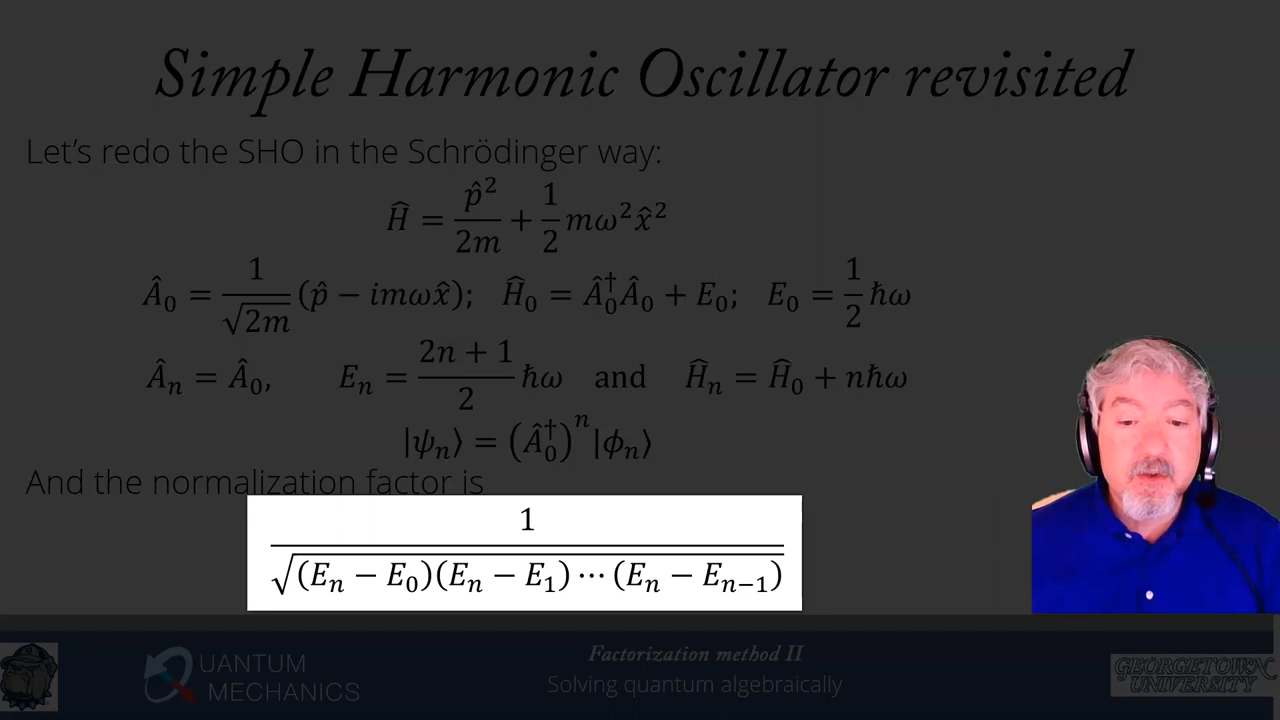 Simple Harmonic Oscillator revisited
Let's redo the SHO in the Schrödinger way:
Ĥ = p̂²/2m + 1/2 mω²x̂²
Â₀ = 1/√2m (p̂ − imωx̂); Ĥ₀ = Â₀†Â₀ + E₀; E₀ = 1/2 ħω
Âₙ = Â₀, Eₙ = 2n + 1/2 ħω and Ĥₙ = Ĥ₀ + nħω
|ψₙ⟩ = (Â₀†)ⁿ|ϕₙ⟩
And the normalization factor is
1/√(Eₙ − E₀)(Eₙ − E₁) ⋯ (Eₙ − Eₙ₋₁)
QUANTUM
MECHANICS
Factorization method II
Solving quantum algebraically
GEORGETOWN
UNIVERSITY